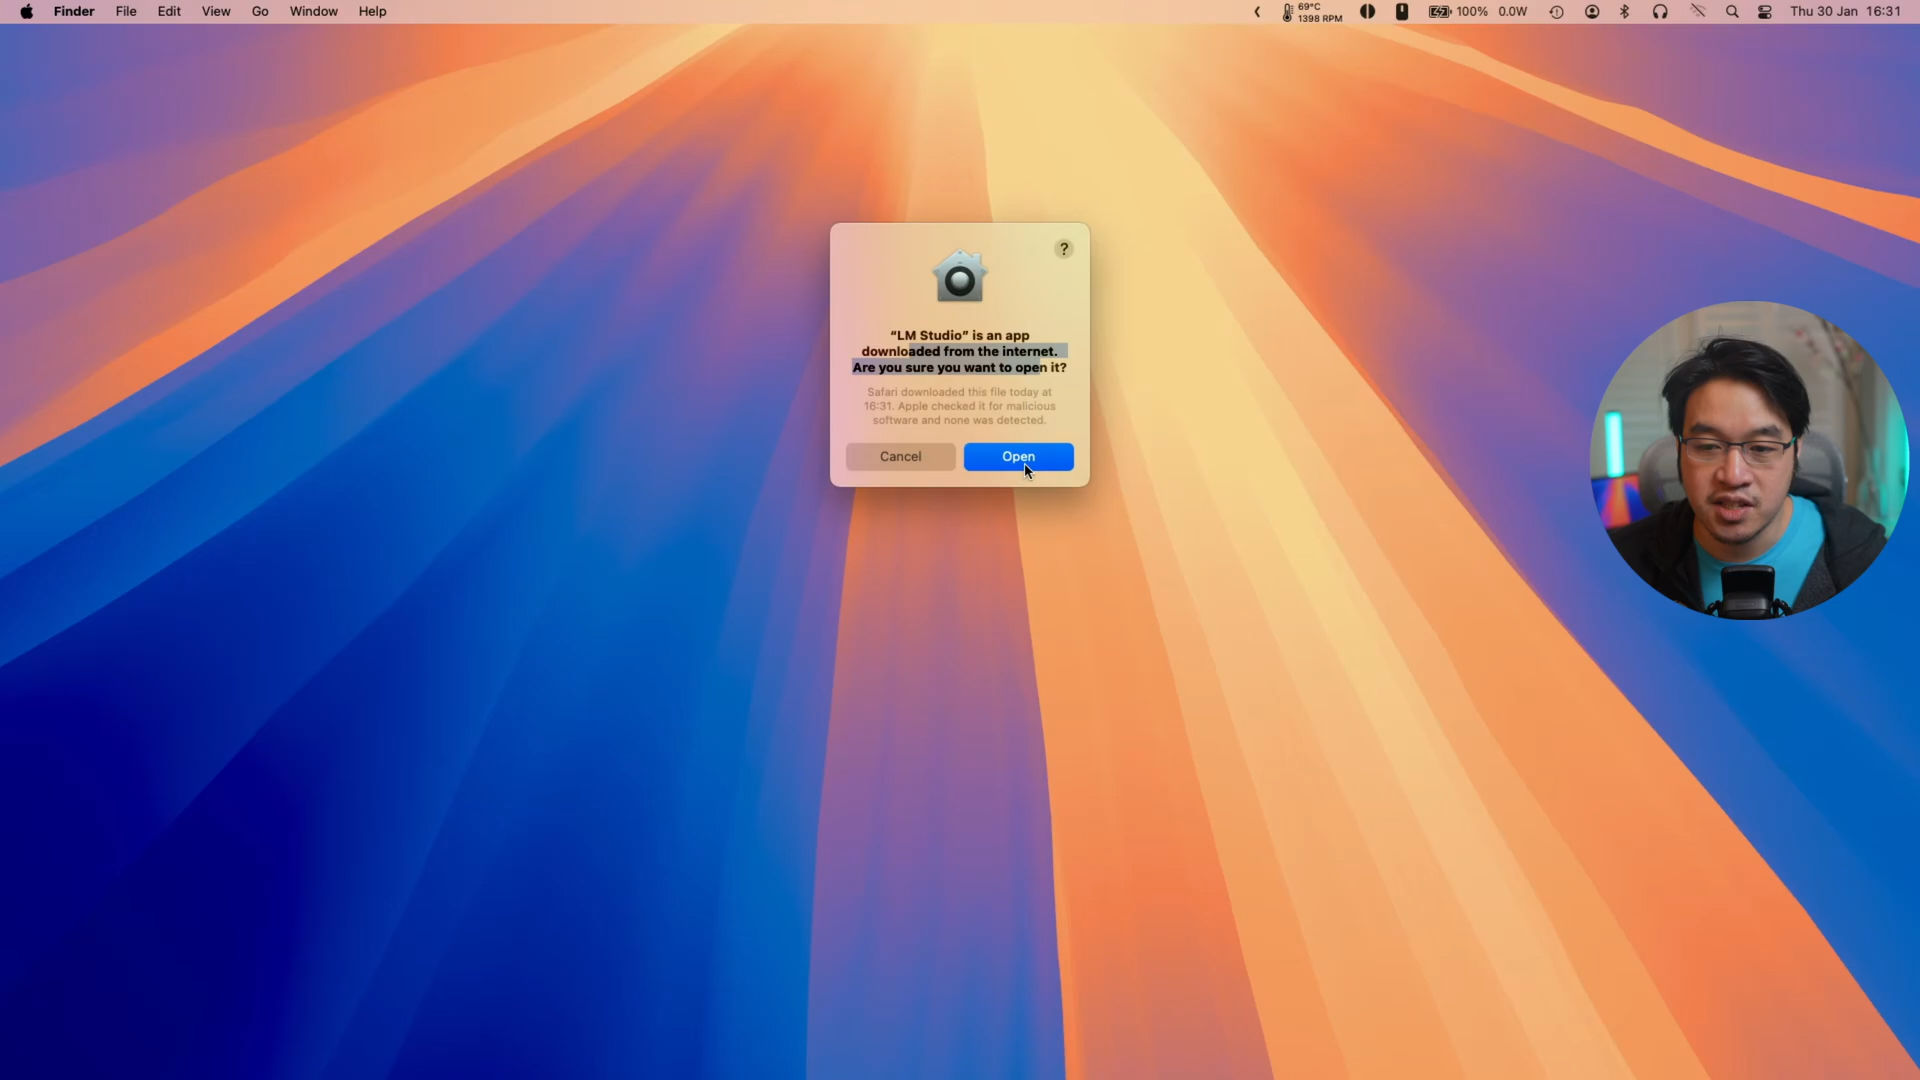 Finder File Edit View Go Window Help
69°C
1398 RPM
100% 0.0W Thu 30 Jan 16:31
?
“LM Studio” is an app
downloaded from the internet.
Are you sure you want to open it?
Safari downloaded this file today at
16:31. Apple checked it for malicious
software and none was detected.
Cancel Open